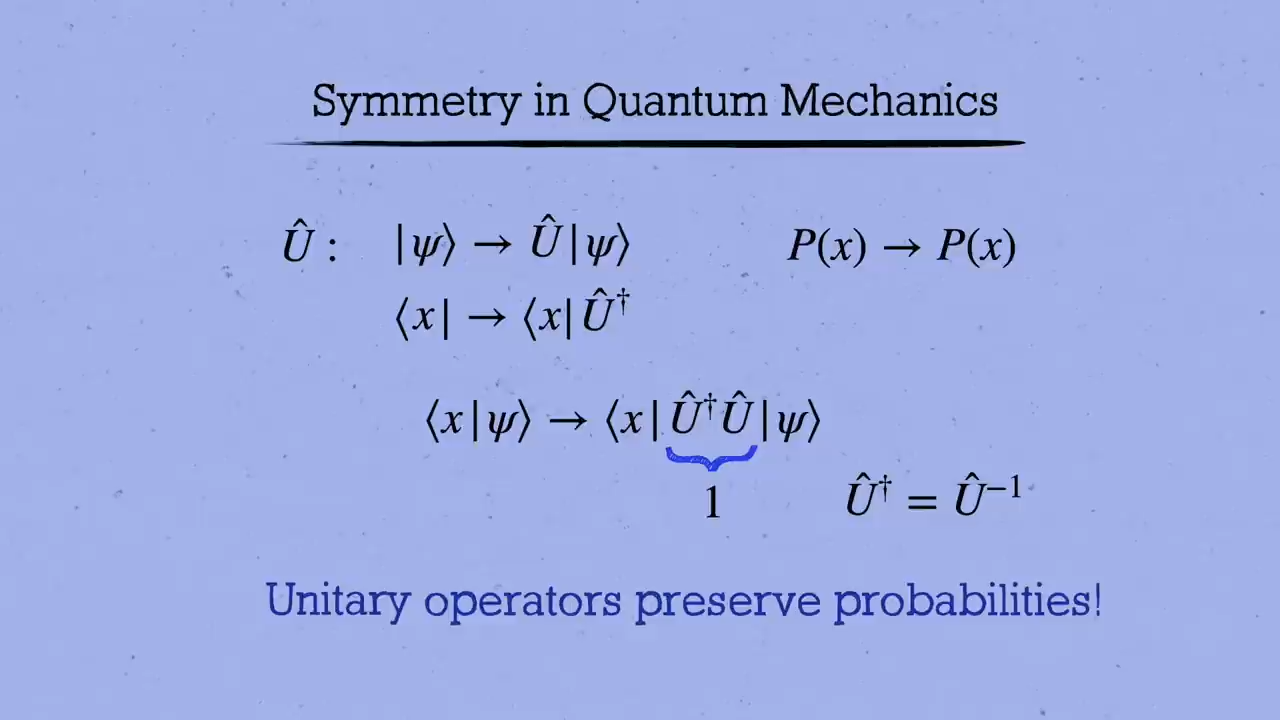 Symmetry in Quantum Mechanics
Û : |ψ⟩ → Û|ψ⟩ P(x) → P(x)
⟨x| → ⟨x|Û†
⟨x|ψ⟩ → ⟨x|Û†Û|ψ⟩
1 Û† = Û⁻¹
Unitary operators preserve probabilities!